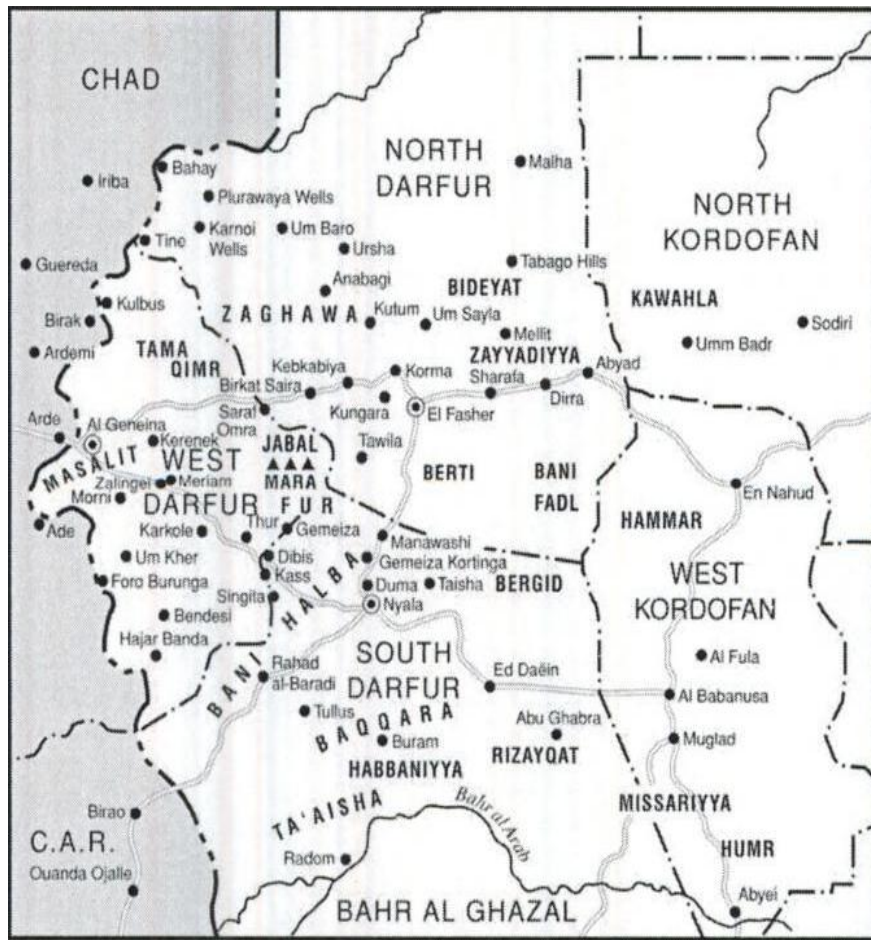 CHAD
NORTH
DARFUR
Malha
Bahay
Iriba
Plurawaya Wells
NORTH
KORDOFAN
Karnoi
Wells
Um Baro
Tine
Ursha
Guereda
Tabago Hills
Anabagi
BIDEYAT
KAWAHLA
Kulbus
ZAGHAWA
Kutum
Um Sayla
Sodiri
Birak
Mellit
Umm Badr
Ardemi
TAMA
QIMR
ZAYYADIYYA
Kebkabiya
Korma
Abyad
Birkat Saira
Sharafa
Dirra
Kungara
El Fasher
Saraf
Omra
Arde
Al Geneina
Kerenek
JABAL
MARA
Tawila
MASALIT
WEST
DARFUR
BERTI
BANI
FADL
Zalingel
Meriam
En Nahud
Morni
FUR
HAMMAR
Ade
Karkole
Thur
Gemeiza
Manawashi
Um Kher
Dibis
Gemeiza Kortinga
Kass
WEST
KORDOFAN
Foro Burunga
Duma
Taisha
BERGID
Singita
Nyala
Bendesi
BANI HALBA
Hajar Banda
SOUTH
DARFUR
Al Fula
Rahad
al-Baradi
Ed Daëin
Al Babanusa
Tullus
BAQQARA
Abu Ghabra
Buram
RIZAYQAT
Muglad
HABBANIYYA
MISSARIYYA
Birao
TA'AISHA
Bahr al Arab
C.A.R.
HUMR
Radom
Ouanda Ojalle
BAHR AL GHAZAL
Abyei